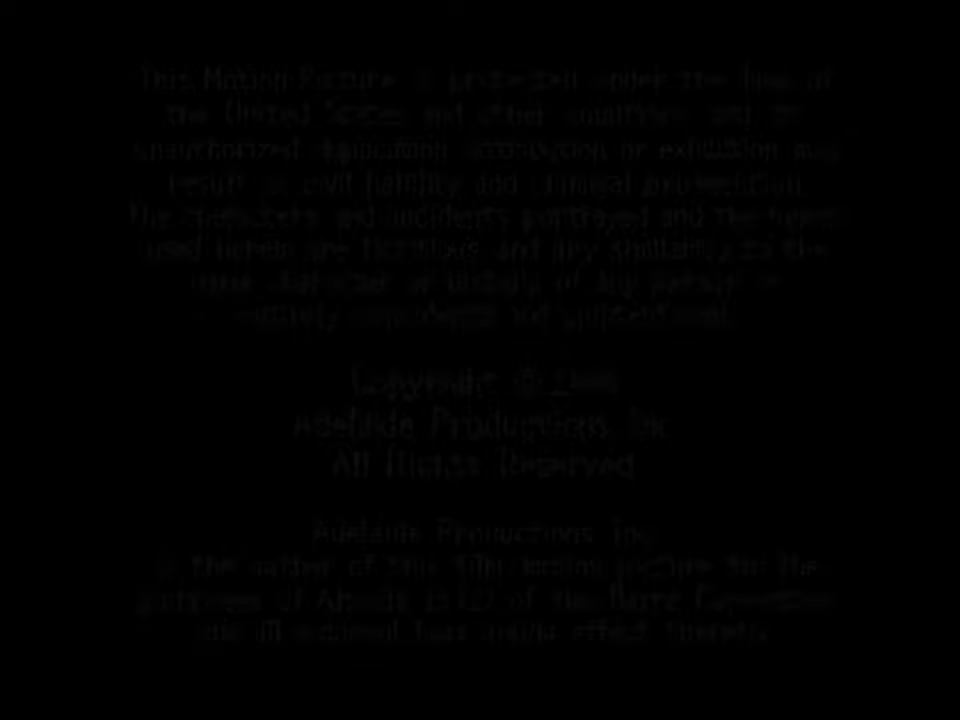 This Motion Picture is protected under the laws of
the United States and other countries and its
unauthorized duplication distribution or exhibition may
result in civil liability and criminal prosecution.
The characters and incidents portrayed and the names
used herein are fictitious and any similarity to the
name character or history of any person is
entirely coincidental and unintentional.
Copyright ©
Adelaide Productions Inc.
All Rights Reserved
Adelaide Productions Inc.
is the author of this film motion picture for the
purposes of Article of the Berne Convention
and all national laws giving effect thereto.